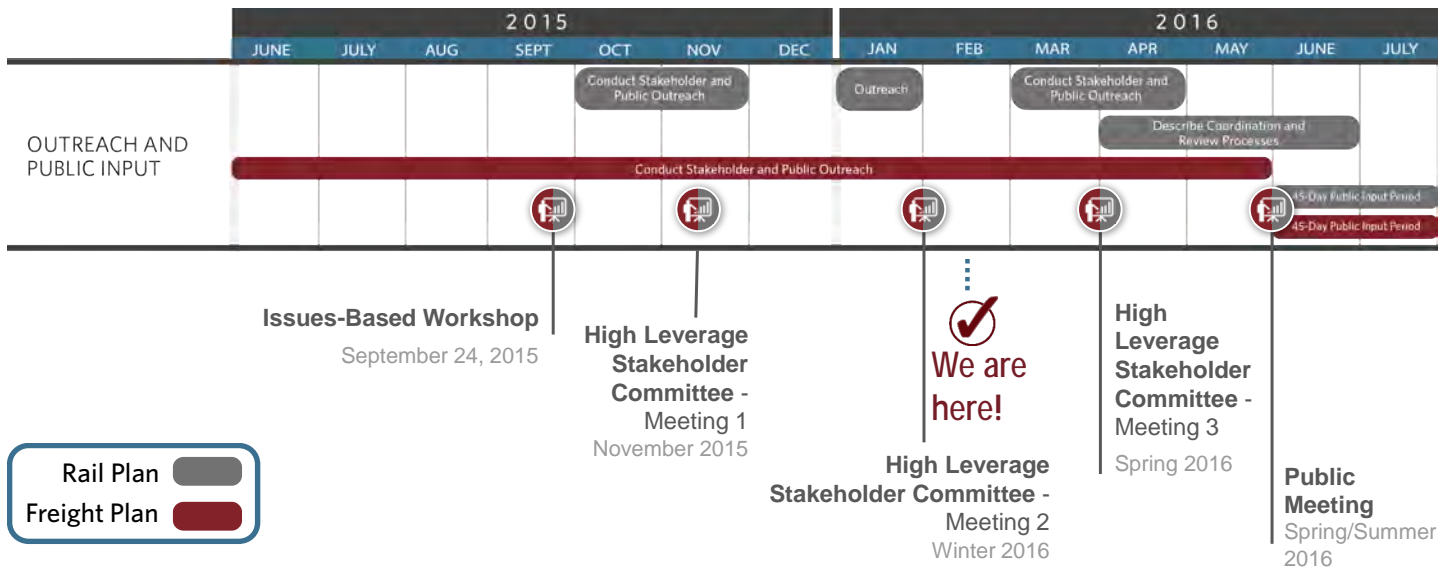 2015
2016
JUNE JULY AUG SEPT OCT NOV DEC JAN FEB MAR APR MAY JUNE JULY
OUTREACH AND
PUBLIC INPUT
Conduct Stakeholder and
Public Outreach
Outreach
Conduct Stakeholder and
Public Outreach
Describe Coordination and
Review Processes
Conduct Stakeholder and Public Outreach
45-Day Public Input Period
45-Day Public Input Period
Issues-Based Workshop
September 24, 2015
High Leverage
Stakeholder
Committee -
Meeting 1
November 2015
We are
here!
High Leverage
Stakeholder Committee -
Meeting 2
Winter 2016
High
Leverage
Stakeholder
Committee -
Meeting 3
Spring 2016
Public
Meeting
Spring/Summer
2016
Rail Plan
Freight Plan